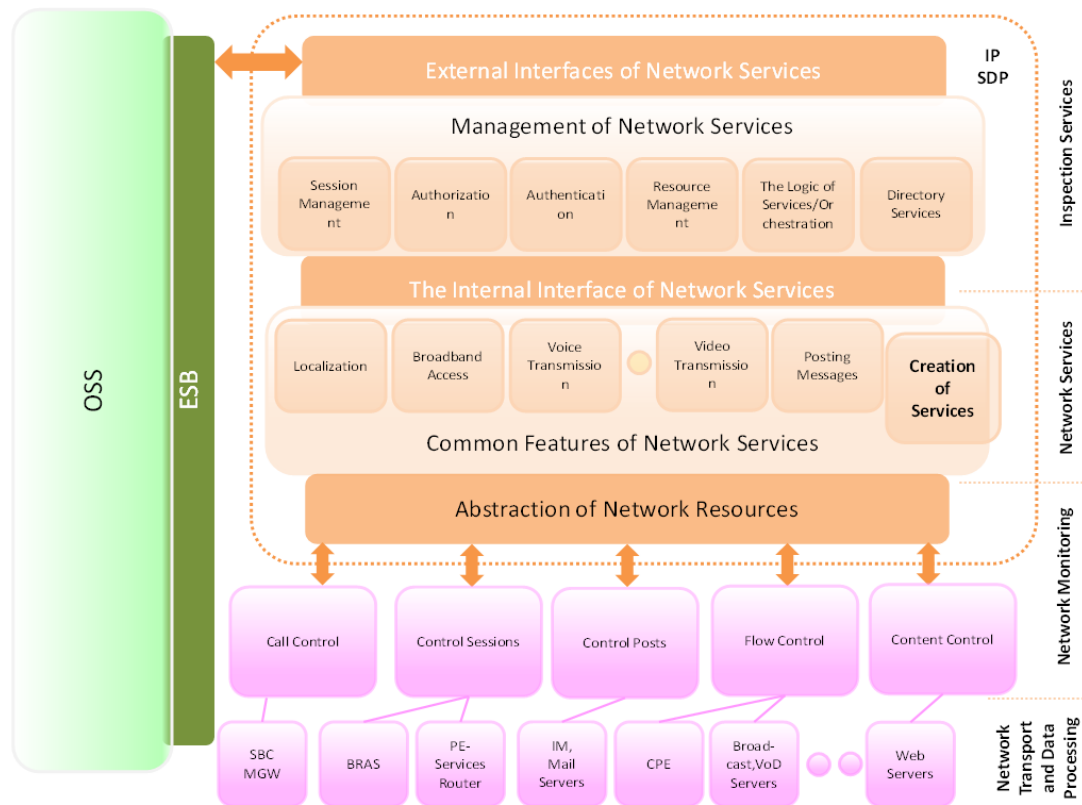 OSS
ESB
External Interfaces of Network Services
IP
SDP
Management of Network Services
Session
Manageme
nt
Authorizatio
n
Authenticati
on
Resource
Manageme
nt
The Logic of
Services/Or
chestration
Directory
Services
Inspection Services
The Internal Interface of Network Services
Localization
Broadband
Access
Voice
Transmissio
n
Video
Transmissio
n
Posting
Messages
Creation
of
Services
Common Features of Network Services
Network Services
Abstraction of Network Resources
Network Monitoring
Call Control
Control Sessions
Control Posts
Flow Control
Content Control
SBC
MGW
BRAS
PE-
Services
Router
IM,
Mail
Servers
CPE
Broad-
cast,VoD
Servers
Web
Servers
Network
Transport
and Data
Processing